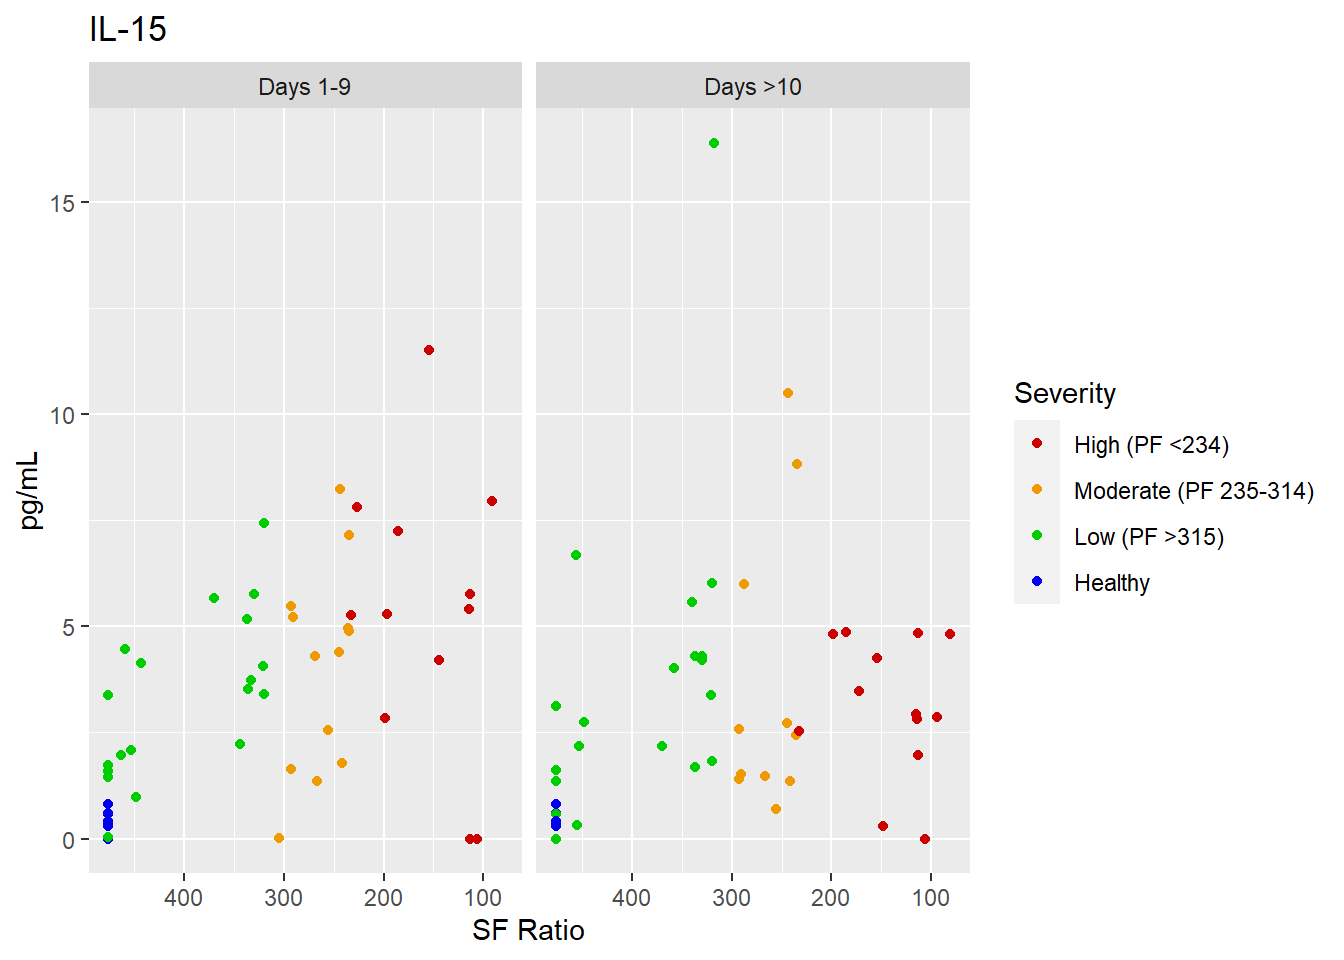 IL-15
Days 1-9
Days >10
15
10
5
0
pg/mL
400
300
200
100
400
300
200
100
SF Ratio
Severity
High (PF <234)
Moderate (PF 235-314)
Low (PF >315)
Healthy